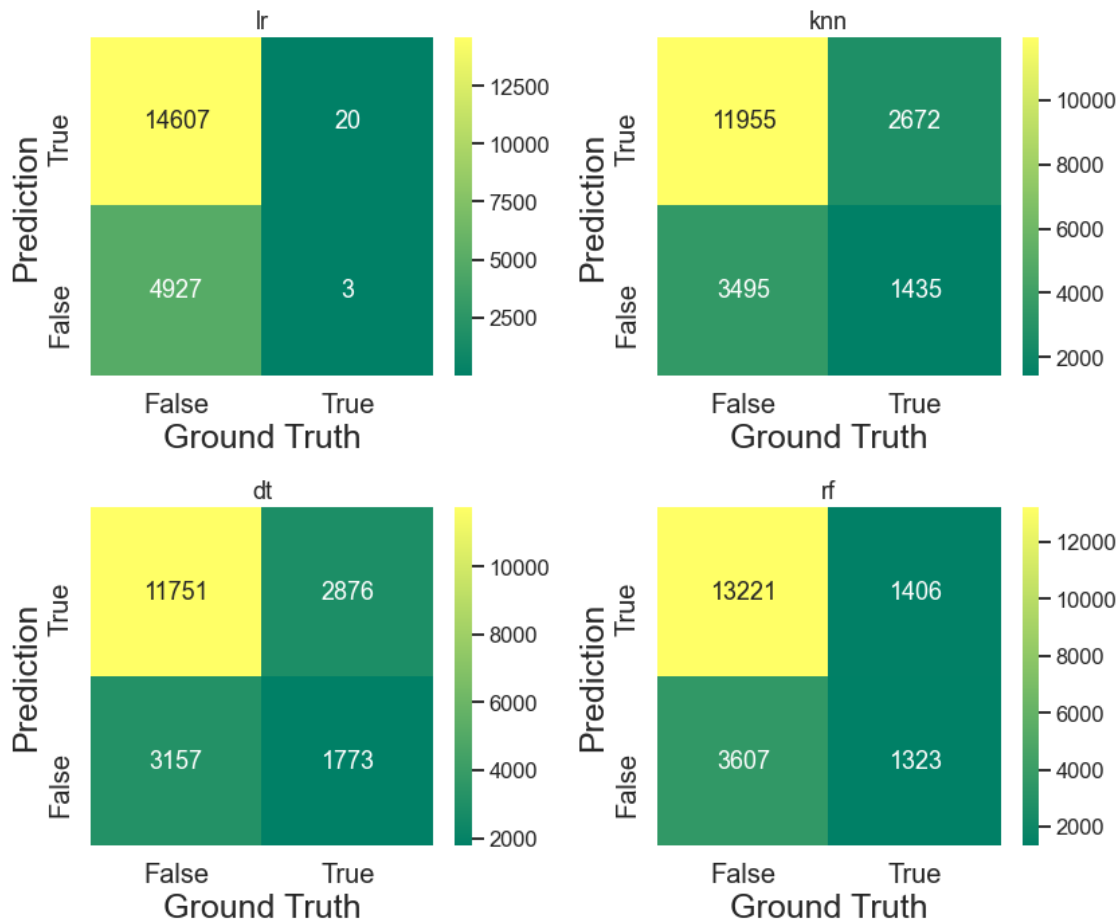 lr
Prediction
True
False
14607
20
4927
3
12500
10000
7500
5000
2500
False
True
Ground Truth
knn
Prediction
True
False
11955
2672
3495
1435
10000
8000
6000
4000
2000
False
True
Ground Truth
dt
Prediction
True
False
11751
2876
3157
1773
10000
8000
6000
4000
2000
False
True
Ground Truth
rf
Prediction
True
False
13221
1406
3607
1323
12000
10000
8000
6000
4000
2000
False
True
Ground Truth